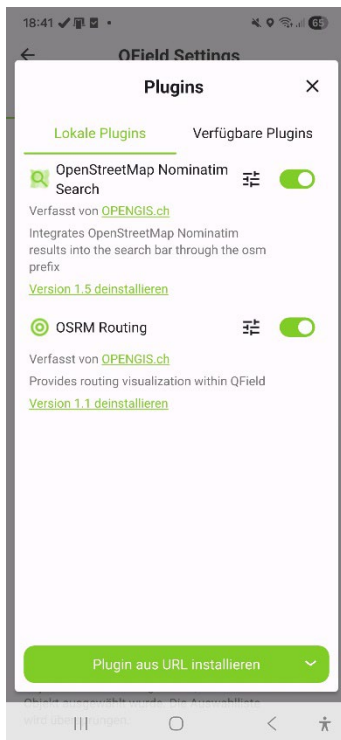 18:41
65
QField Settings
Plugins
Lokale Plugins
Verfügbare Plugins
OpenStreetMap Nominatim
Search
Verfasst von OPENGIS.ch
Integrates OpenStreetMap Nominatim
results into the search bar through the osm
prefix
Version 1.5 deinstallieren
OSRM Routing
Verfasst von OPENGIS.ch
Provides routing visualization within QField
Version 1.1 deinstallieren
Plugin aus URL installieren
Objekt ausgewählt wurde. Die Auswahlliste
wird